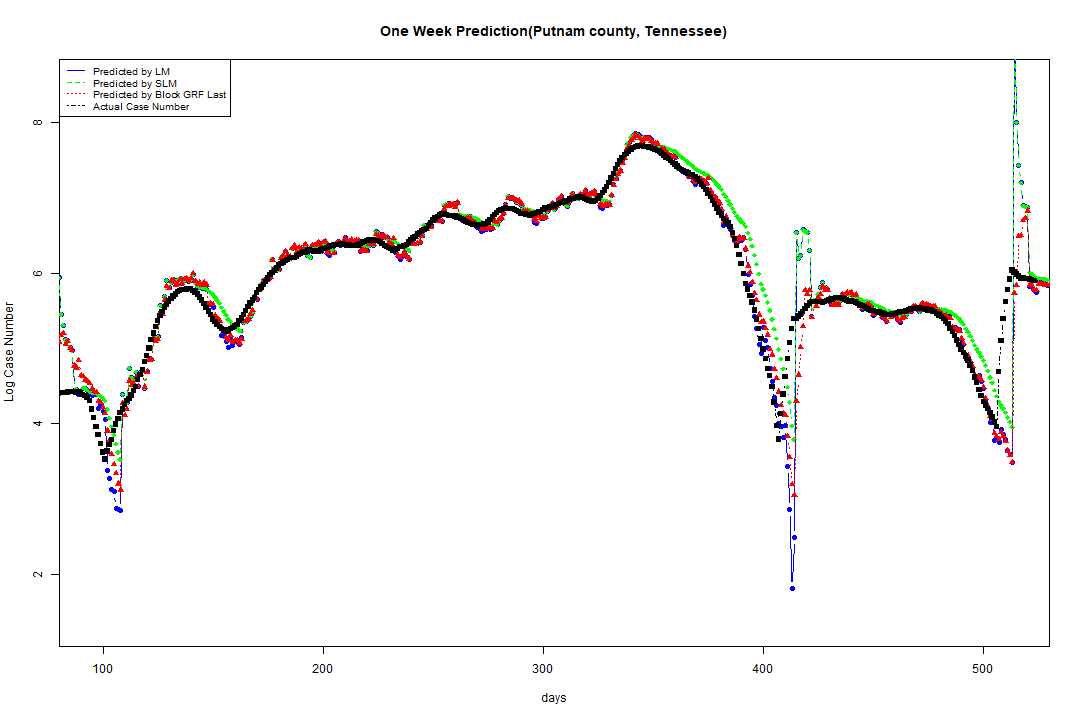 One Week Prediction(Putnam county, Tennessee)
Predicted by LM
Predicted by SLM
Predicted by Block GRF Last
Actual Case Number
Log Case Number
8
6
4
2
100 200 300 400 500
days